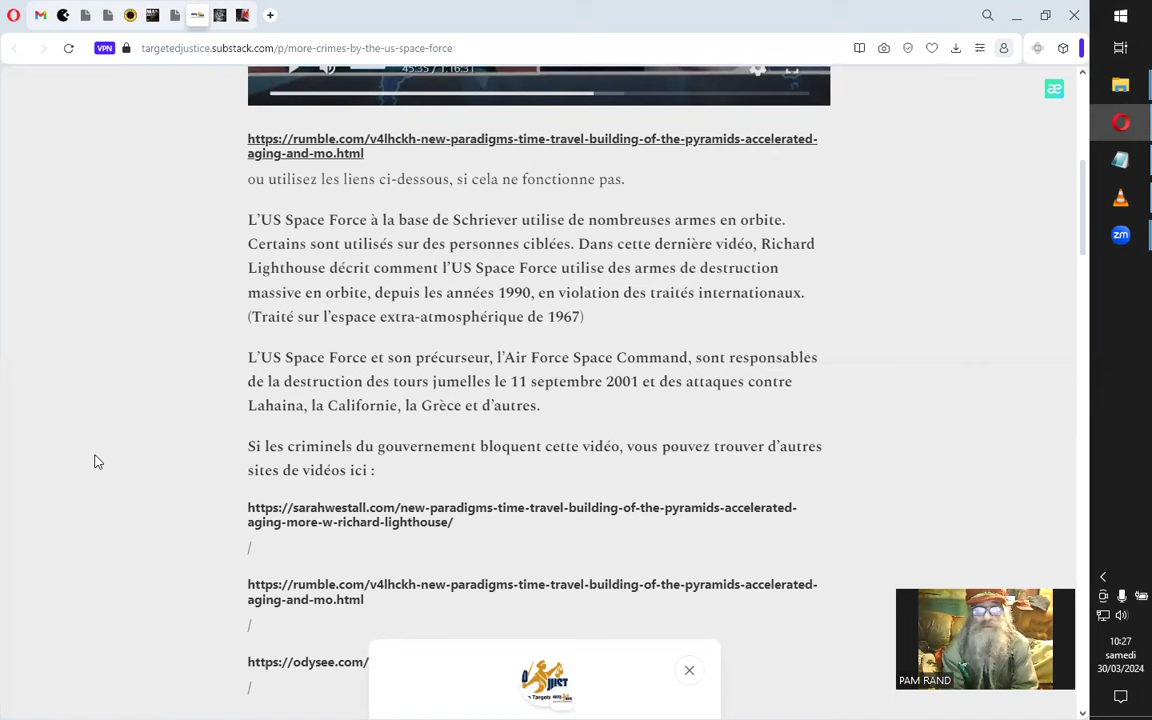 VPN
targetedjustice.substack.com/p/more-crimes-by-the-us-space-force
45:35 / 1:16:31
æ
https://rumble.com/v4lhckh-new-paradigms-time-travel-building-of-the-pyramids-accelerated-
aging-and-mo.html
ou utilisez les liens ci-dessous, si cela ne fonctionne pas.
L’US Space Force à la base de Schriever utilise de nombreuses armes en orbite.
Certains sont utilisés sur des personnes ciblées. Dans cette dernière vidéo, Richard
Lighthouse décrit comment l’US Space Force utilise des armes de destruction
massive en orbite, depuis les années 1990, en violation des traités internationaux.
(Traité sur l’espace extra-atmosphérique de 1967)
L’US Space Force et son précurseur, l’Air Force Space Command, sont responsables
de la destruction des tours jumelles le 11 septembre 2001 et des attaques contre
Lahaina, la Californie, la Grèce et d’autres.
Si les criminels du gouvernement bloquent cette vidéo, vous pouvez trouver d’autres
sites de vidéos ici :
https://sarahwestall.com/new-paradigms-time-travel-building-of-the-pyramids-accelerated-
aging-more-w-richard-lighthouse/
/
https://rumble.com/v4lhckh-new-paradigms-time-travel-building-of-the-pyramids-accelerated-
aging-and-mo.html
/
https://odysee.com/
/
zm
PAM RAND
10:27
samedi
30/03/2024